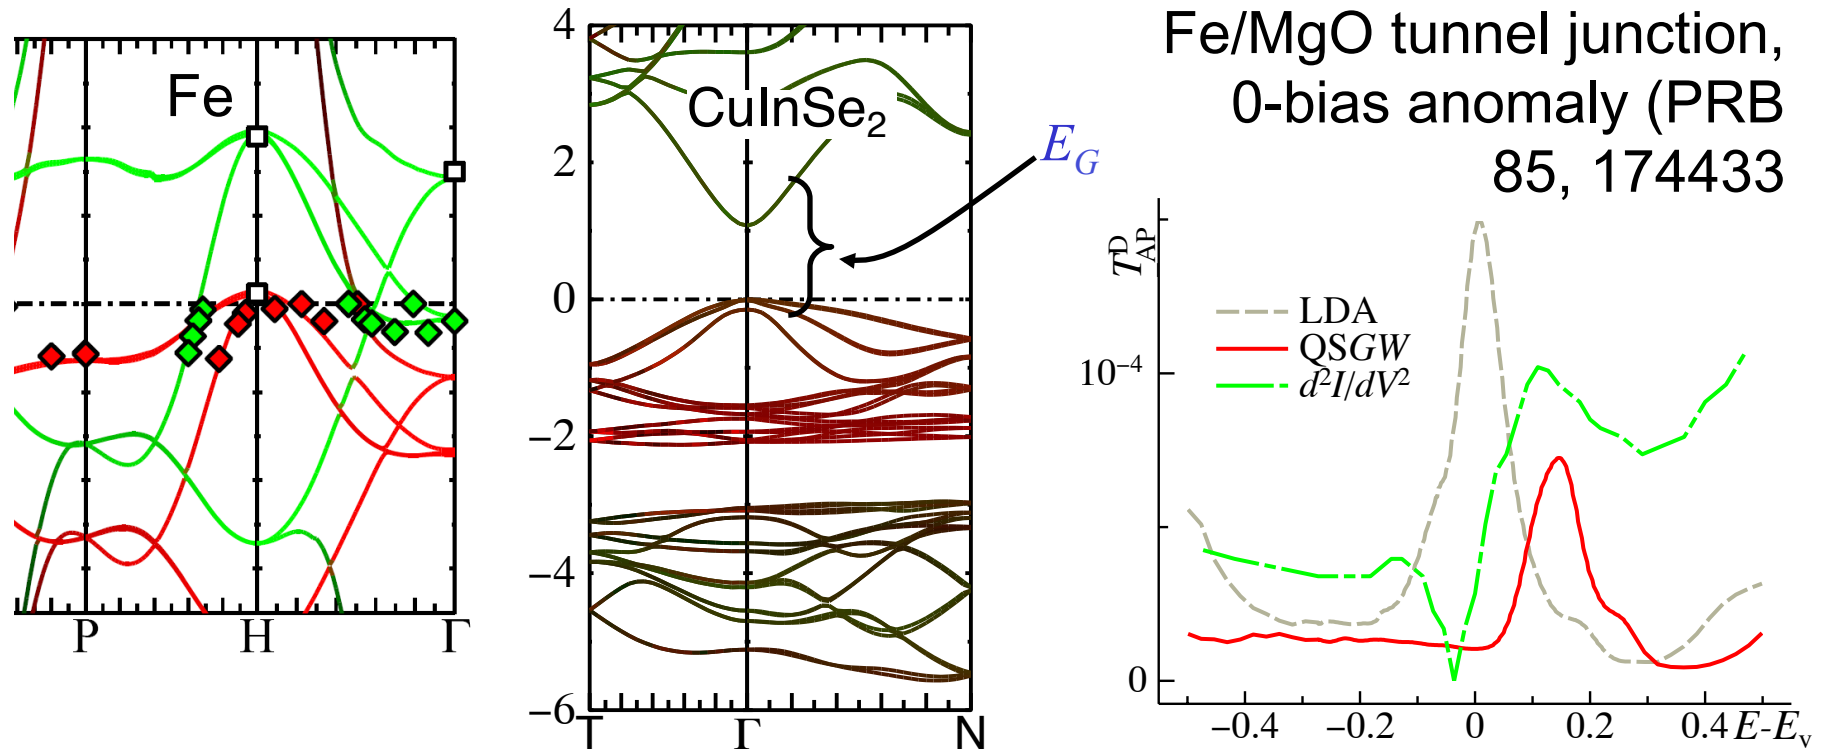 Fe
P H Γ
CuInSe₂
E_G
4
2
0
−2
−4
−6
T Γ N
Fe/MgO tunnel junction,
0-bias anomaly (PRB
85, 174433
T^D_AP
LDA
QSGW
d²I/dV²
10⁻⁴
0
−0.4 −0.2 0 0.2 0.4 E-E_v